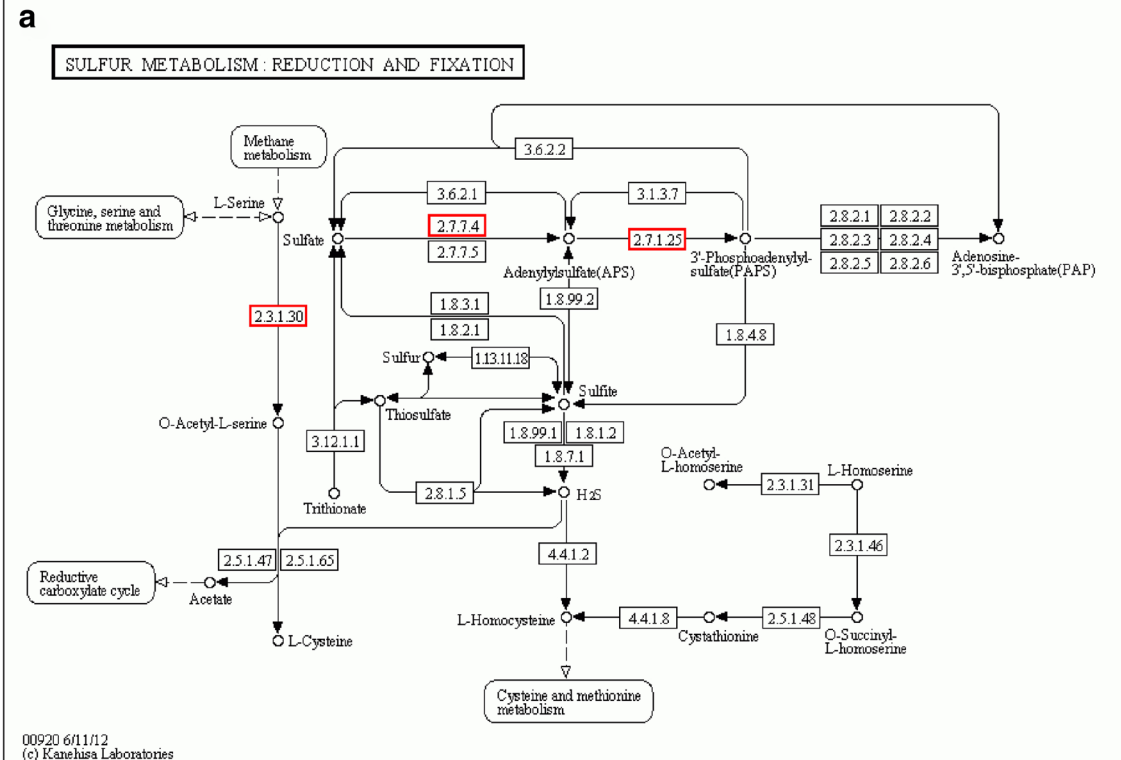 a
SULFUR METABOLISM : REDUCTION AND FIXATION
Methane
metabolism
3.6.2.2
Glycine, serine and
threonine metabolism
L-Serine
3.6.2.1
3.1.3.7
Sulfate
2.7.7.4
2.7.7.5
2.7.1.25
2.8.2.1
2.8.2.2
2.8.2.3
2.8.2.4
2.8.2.5
2.8.2.6
Adenylylsulfate(APS)
3'-Phosphoadenylyl-
sulfate(PAPS)
Adenosine-
3',5'-bisphosphate(PAP)
2.3.1.30
1.8.3.1
1.8.2.1
1.8.99.2
1.8.4.8
Sulfur
1.13.11.18
Sulfite
Thiosulfate
O-Acetyl-L-serine
3.12.1.1
1.8.99.1
1.8.1.2
1.8.7.1
O-Acetyl-
L-homoserine
L-Homoserine
2.3.1.31
Trithionate
2.8.1.5
H2S
2.5.1.47
2.5.1.65
4.4.1.2
2.3.1.46
Reductive
carboxylate cycle
Acetate
L-Homocysteine
4.4.1.8
Cystathionine
2.5.1.48
O-Succinyl-
L-homoserine
L-Cysteine
Cysteine and methionine
metabolism
00920 6/11/12
(c) Kanehisa Laboratories